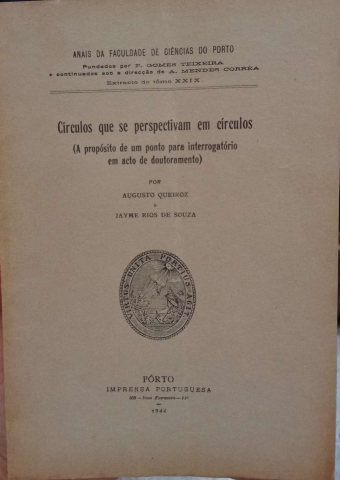 ANAIS DA FACULDADE DE CIÊNCIAS DO PORTO
Fundados por F. GOMES TEIXEIRA
e continuados sob a direcção de A. MENDES CORRÊA
Extracto do tômo XXIX.
Círculos que se perspectivam em círculos
(A propósito de um ponto para interrogatório
em acto de doutoramento)
POR
AUGUSTO QUEIROZ
E
JAYME RIOS DE SOUZA
VIRTUS UNITA FORTIUS AGIT
PÔRTO
IMPRENSA PORTUGUESA